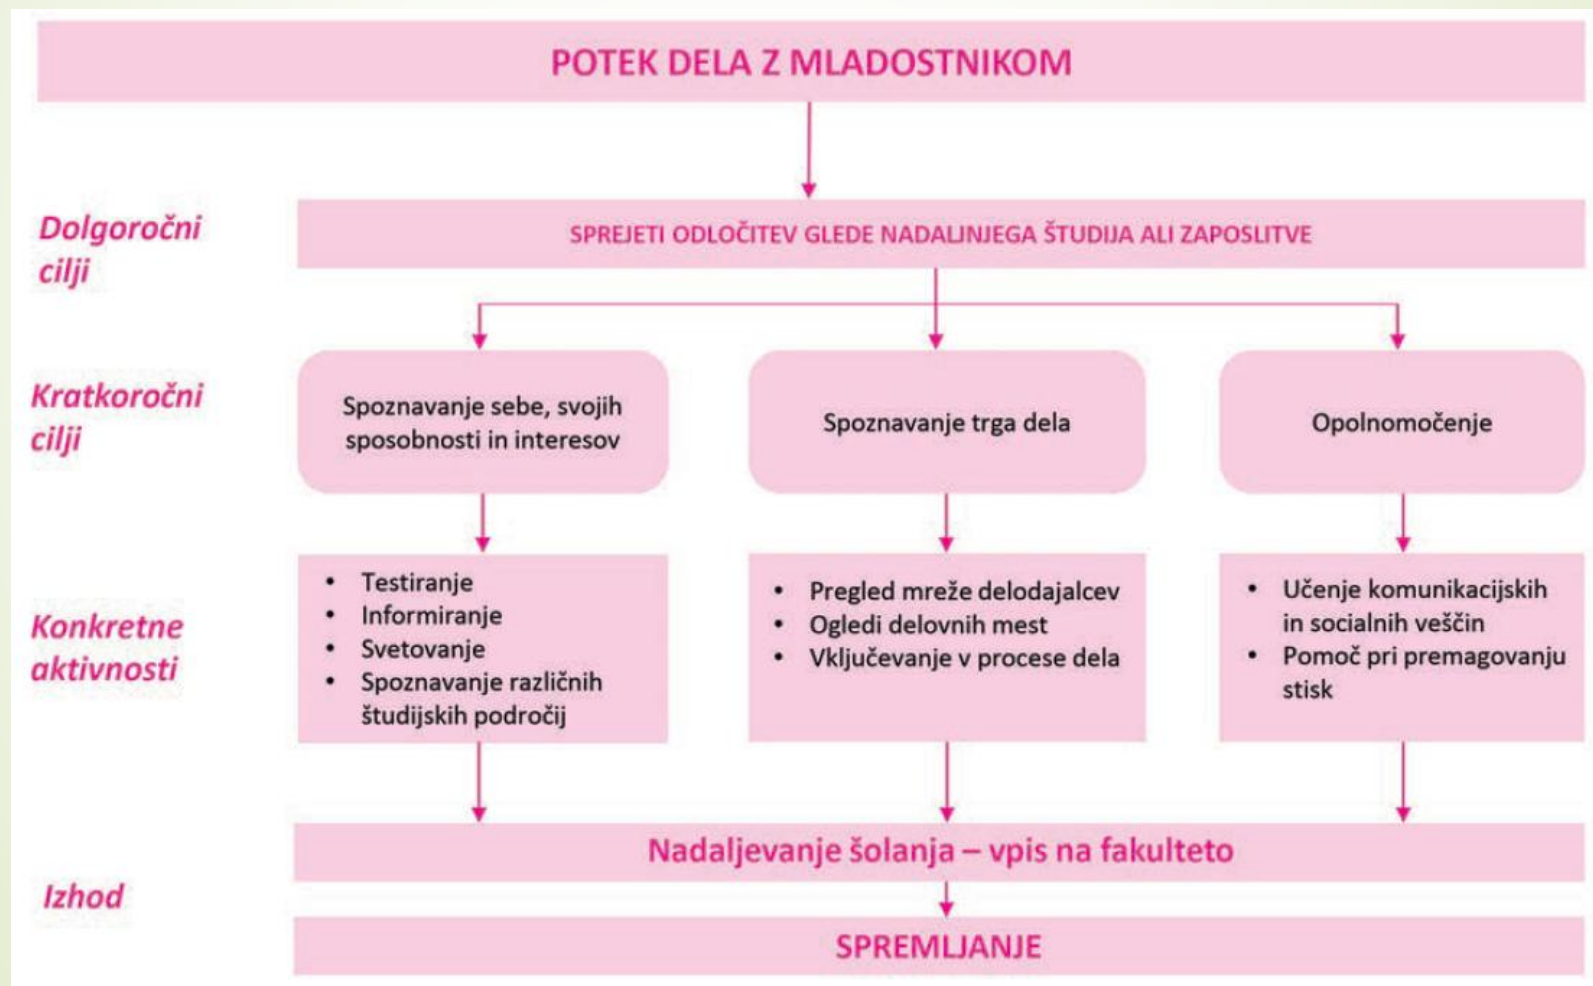 POTEK DELA Z MLADOSTNIKOM
Dolgoročni
cilji
SPREJETI ODLOČITEV GLEDE NADALJNJEGA ŠTUDIJA ALI ZAPOSLITVE
Kratkoročni
cilji
Spoznavanje sebe, svojih
sposobnosti in interesov
Spoznavanje trga dela
Opolnomočenje
Konkretne
aktivnosti
• Testiranje
• Informiranje
• Svetovanje
• Spoznavanje različnih
študijskih področij
• Pregled mreže delodajalcev
• Ogledi delovnih mest
• Vključevanje v procese dela
• Učenje komunikacijskih
in socialnih veščin
• Pomoč pri premagovanju
stisk
Izhod
Nadaljevanje šolanja – vpis na fakulteto
SPREMLJANJE